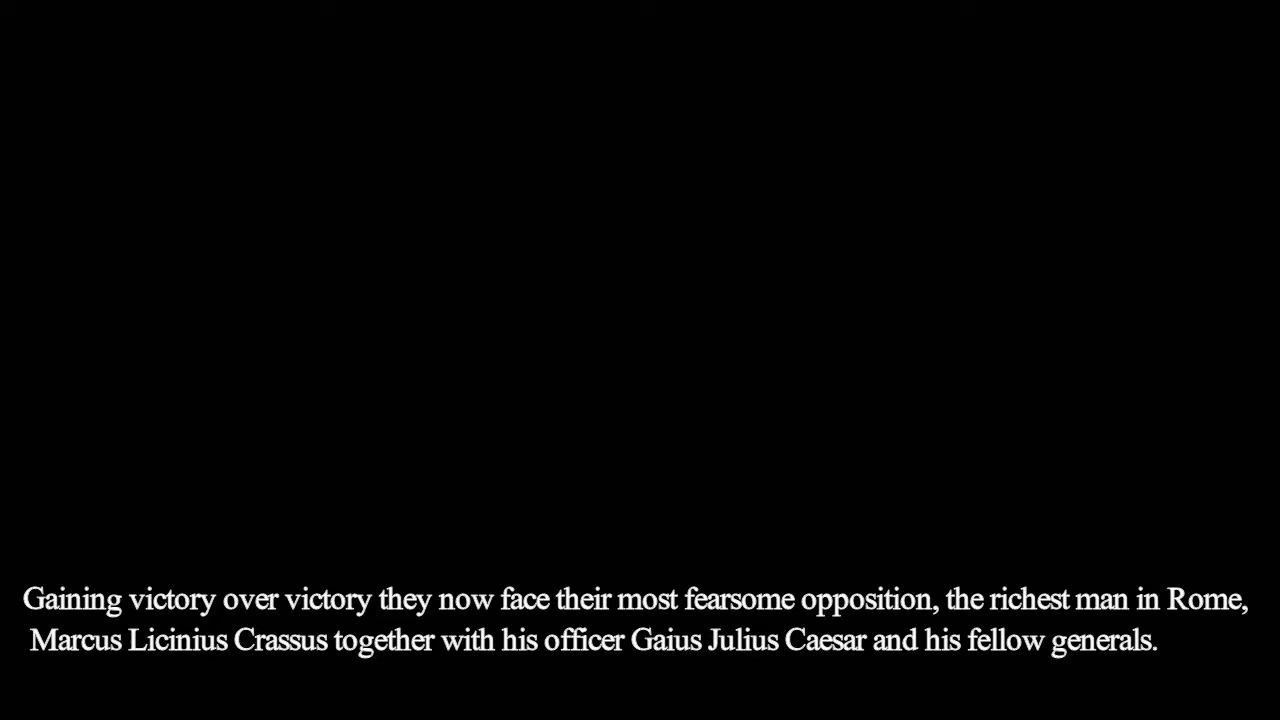 Gaining victory over victory they now face their most fearsome opposition, the richest man in Rome,
Marcus Licinius Crassus together with his officer Gaius Julius Caesar and his fellow generals.